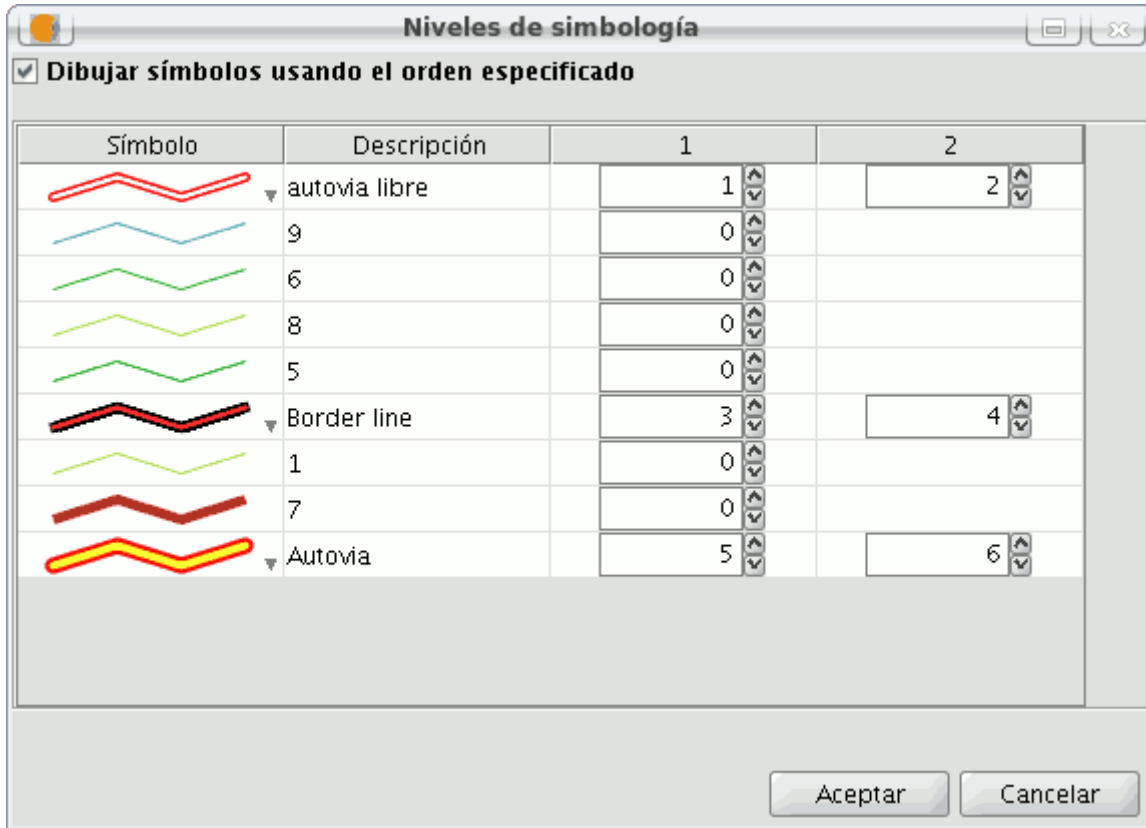 Niveles de simbología
Dibujar símbolos usando el orden especificado
Símbolo Descripción 1 2
autovia libre 1 2
9 0
6 0
8 0
5 0
Border line 3 4
1 0
7 0
Autovia 5 6
Aceptar Cancelar